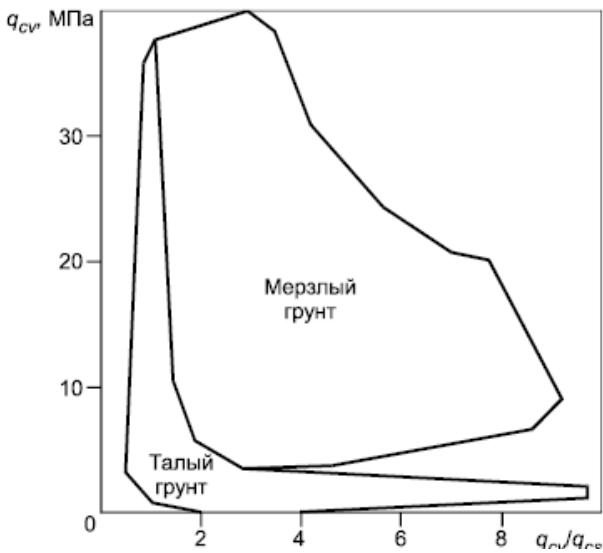 q_cv, МПа
30
20
Мерзлый
грунт
10
Талый
грунт
0
2 4 6 8 q_cv/q_cs